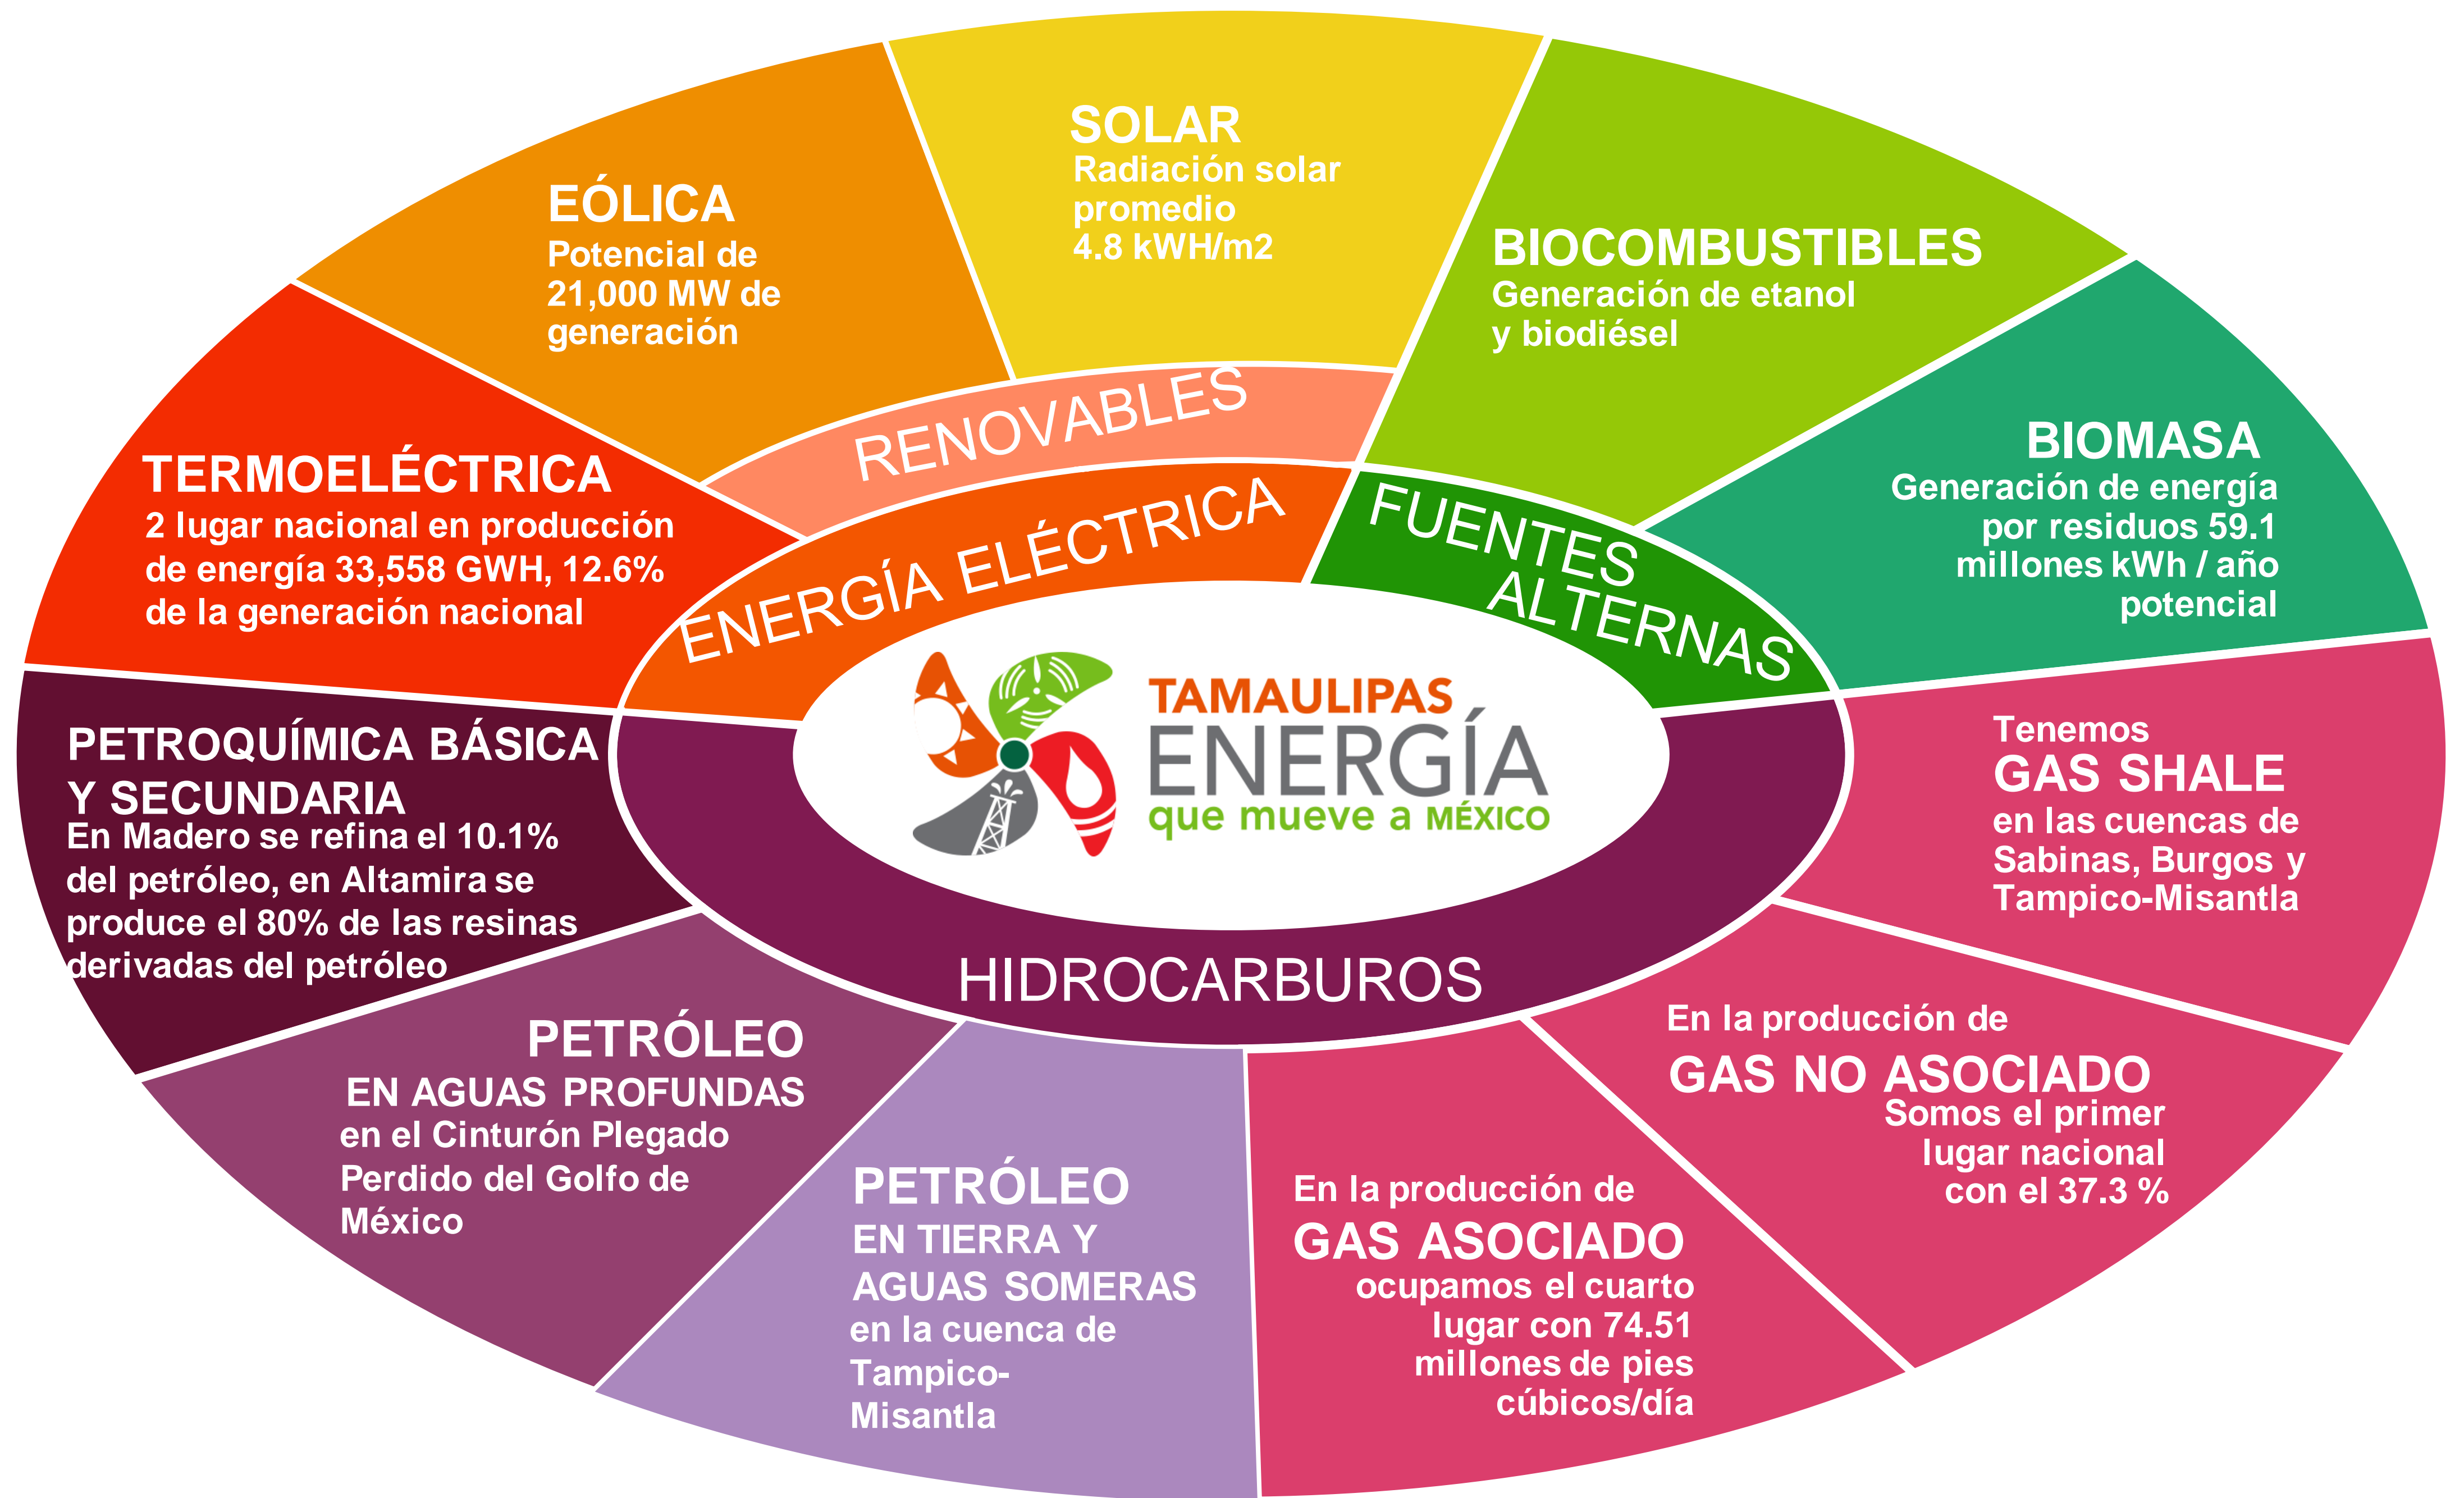 SOLAR
Radiación solar
promedio
4.8 kWH/m2
EÓLICA
Potencial de
21,000 MW de
generación
BIOCOMBUSTIBLES
Generación de etanol
y biodiésel
BIOMASA
Generación de energía
por residuos 59.1
millones kWh / año
potencial
TERMOELÉCTRICA
2 lugar nacional en producción
de energía 33,558 GWH, 12.6%
de la generación nacional
RENOVABLES
ENERGÍA ELÉCTRICA
FUENTES
ALTERNAS
TAMAULIPAS
ENERGÍA
que mueve a MÉXICO
HIDROCARBUROS
PETROQUÍMICA BÁSICA
Y SECUNDARIA
En Madero se refina el 10.1%
del petróleo, en Altamira se
produce el 80% de las resinas
derivadas del petróleo
Tenemos
GAS SHALE
en las cuencas de
Sabinas, Burgos y
Tampico-Misantla
PETRÓLEO
EN AGUAS PROFUNDAS
en el Cinturón Plegado
Perdido del Golfo de
México
PETRÓLEO
EN TIERRA Y
AGUAS SOMERAS
en la cuenca de
Tampico-
Misantla
En la producción de
GAS ASOCIADO
ocupamos el cuarto
lugar con 74.51
millones de pies
cúbicos/día
En la producción de
GAS NO ASOCIADO
Somos el primer
lugar nacional
con el 37.3 %